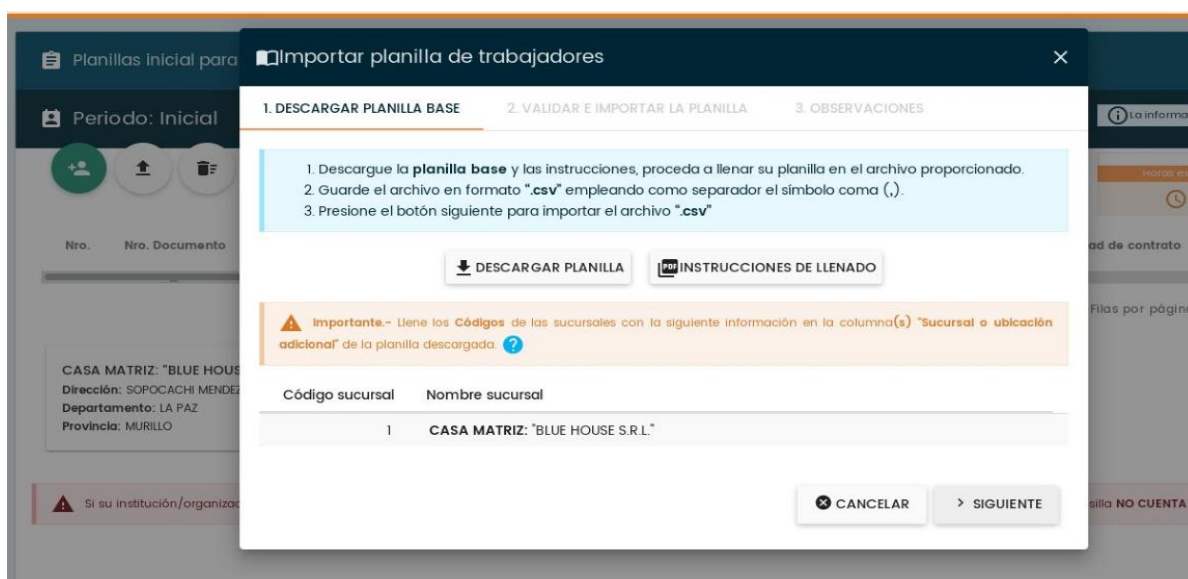 Planillas inicial para
Importar planilla de trabajadores
Periodo: Inicial
1. DESCARGAR PLANILLA BASE
2. VALIDAR E IMPORTAR LA PLANILLA
3. OBSERVACIONES
La informa
1. Descargue la planilla base y las instrucciones, proceda a llenar su planilla en el archivo proporcionado.
2. Guarde el archivo en formato ".csv" empleando como separador el símbolo coma (,).
3. Presione el botón siguiente para importar el archivo ".csv"
Horas ex
Nro. Nro. Documento
ad de contrato
DESCARGAR PLANILLA
PDF INSTRUCCIONES DE LLENADO
Filas por págin
Importante.- Llene los Códigos de las sucursales con la siguiente información en la columna(s) "Sucursal o ubicación
adicional" de la planilla descargada. ?
CASA MATRIZ: "BLUE HOUS
Dirección: SOPOCACHI MENDEZ
Departamento: LA PAZ
Provincia: MURILLO
Código sucursal Nombre sucursal
1 CASA MATRIZ: "BLUE HOUSE S.R.L."
Si su institución/organizac
silla NO CUENTA
CANCELAR
> SIGUIENTE